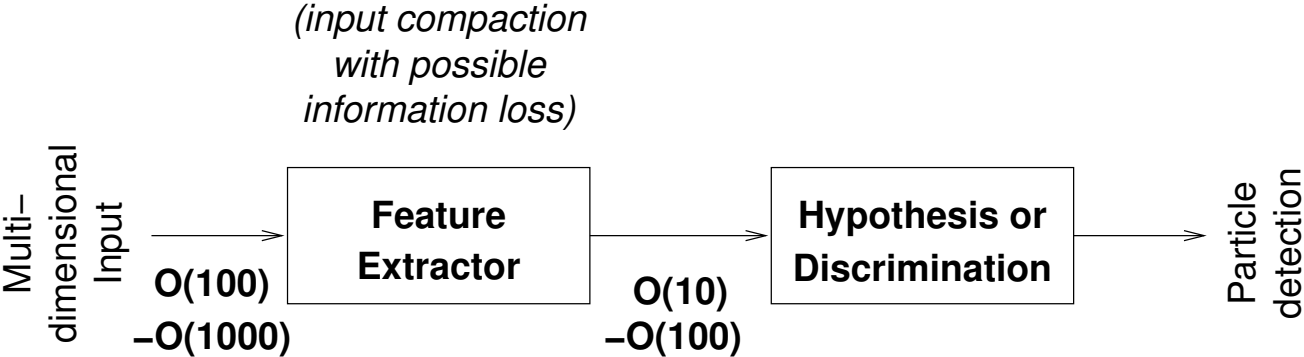 (input compaction
with possible
information loss)
Multi–
dimensional
Input
O(100)
–O(1000)
Feature
Extractor
O(10)
–O(100)
Hypothesis or
Discrimination
Particle
detection